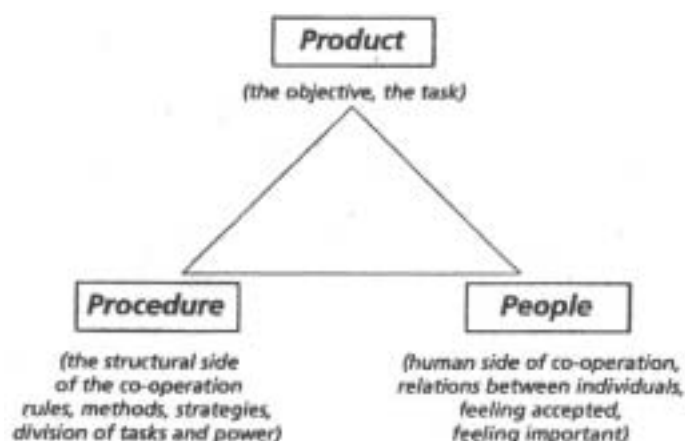 Product
(the objective, the task)
Procedure
(the structural side
of the co-operation
rules, methods, strategies,
division of tasks and power)
People
(human side of co-operation,
relations between individuals,
feeling accepted,
feeling important)